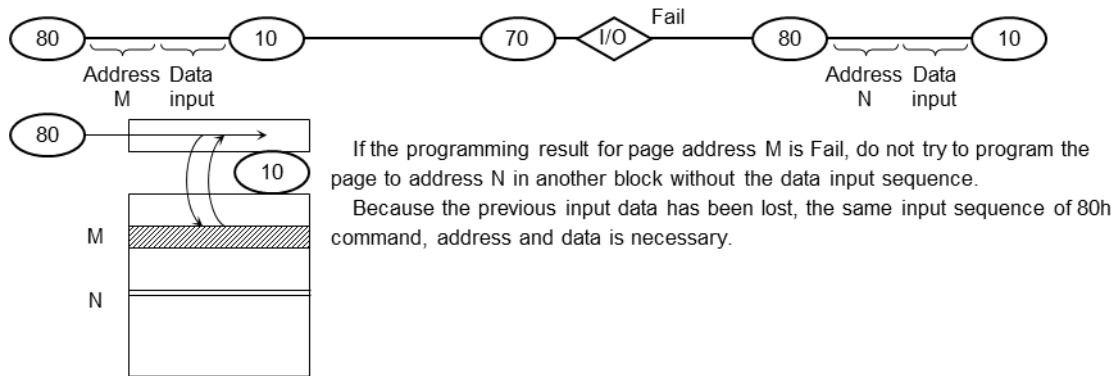 Fail
80 10 70 I/O 80 10
Address Data Address Data
M input N input
80
If the programming result for page address M is Fail, do not try to program the
10
page to address N in another block without the data input sequence.
Because the previous input data has been lost, the same input sequence of 80h
M
command, address and data is necessary.
N